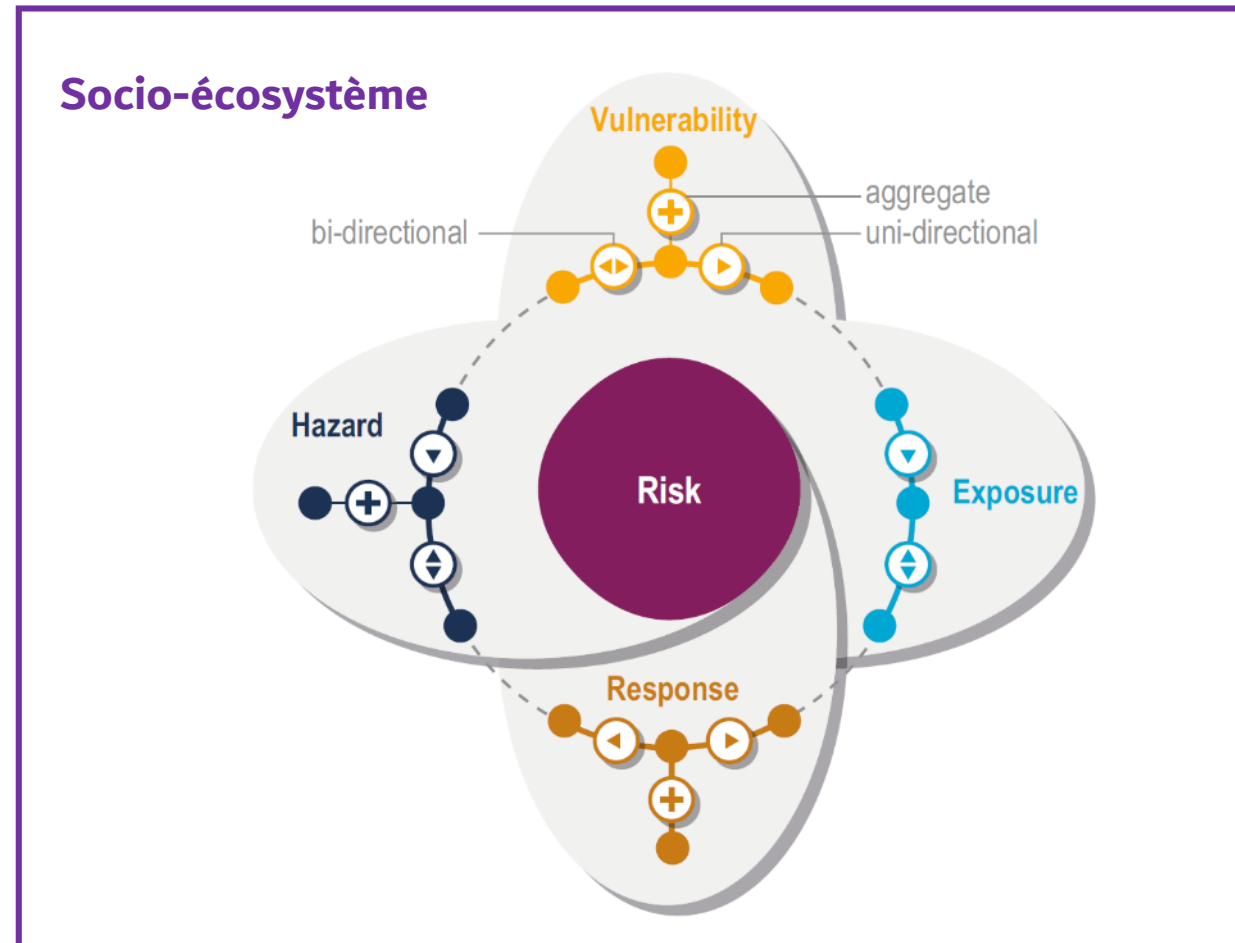 Socio-écosystème
Vulnerability
aggregate
bi-directional
uni-directional
Hazard
Risk
Exposure
Response